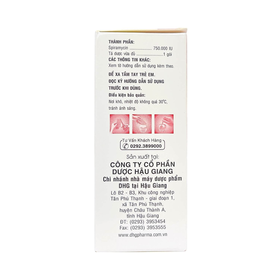 THÀNH PHẦN:
Spiramycin 750.000 IU
Tá dược vừa đủ 1 gói
CÁC THÔNG TIN KHÁC:
Xem tờ hướng dẫn sử dụng kèm theo.
ĐỂ XA TẦM TAY TRẺ EM.
ĐỌC KỸ HƯỚNG DẪN SỬ DỤNG
TRƯỚC KHI DÙNG.
Điều kiện bảo quản:
Nơi khô, nhiệt độ không quá 30°C,
tránh ánh sáng.
Tư Vấn Khách Hàng
0292.3899000
Sản xuất tại:
CÔNG TY CỔ PHẦN
DƯỢC HẬU GIANG
Chi nhánh nhà máy dược phẩm
DHG tại Hậu Giang
Lô B2 - B3, Khu công nghiệp
Tân Phú Thạnh, giai đoạn 1,
xã Tân Phú Thạnh,
huyện Châu Thành A,
tỉnh Hậu Giang
ĐT: (0293) 3953454
Fax: (0293) 3953555
www.dhgpharma.com.vn